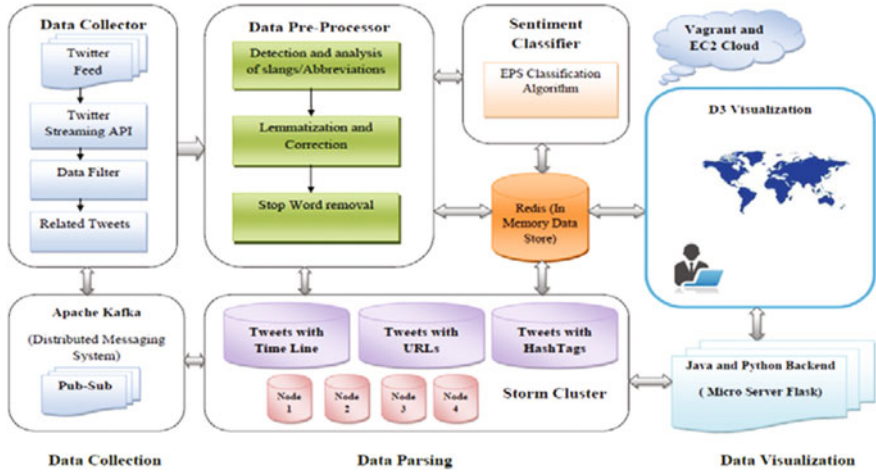 Data Collector
Twitter
Feed
Twitter
Streaming API
Data Filter
Related Tweets
Data Pre-Processor
Detection and analysis
of slangs/Abbreviations
Lemmatization and
Correction
Stop Word removal
Sentiment
Classifier
EPS Classification
Algorithm
Vagrant and
EC2 Cloud
D3 Visualization
Redis (In
Memory Data
Store)
Apache Kafka
(Distributed Messaging
System)
Pub-Sub
Tweets with
Time Line
Tweets with
URLs
Tweets with
HashTags
Node
1
Node
2
Node
3
Node
4
Storm Cluster
Java and Python Backend
( Micro Server Flask)
Data Collection
Data Parsing
Data Visualization